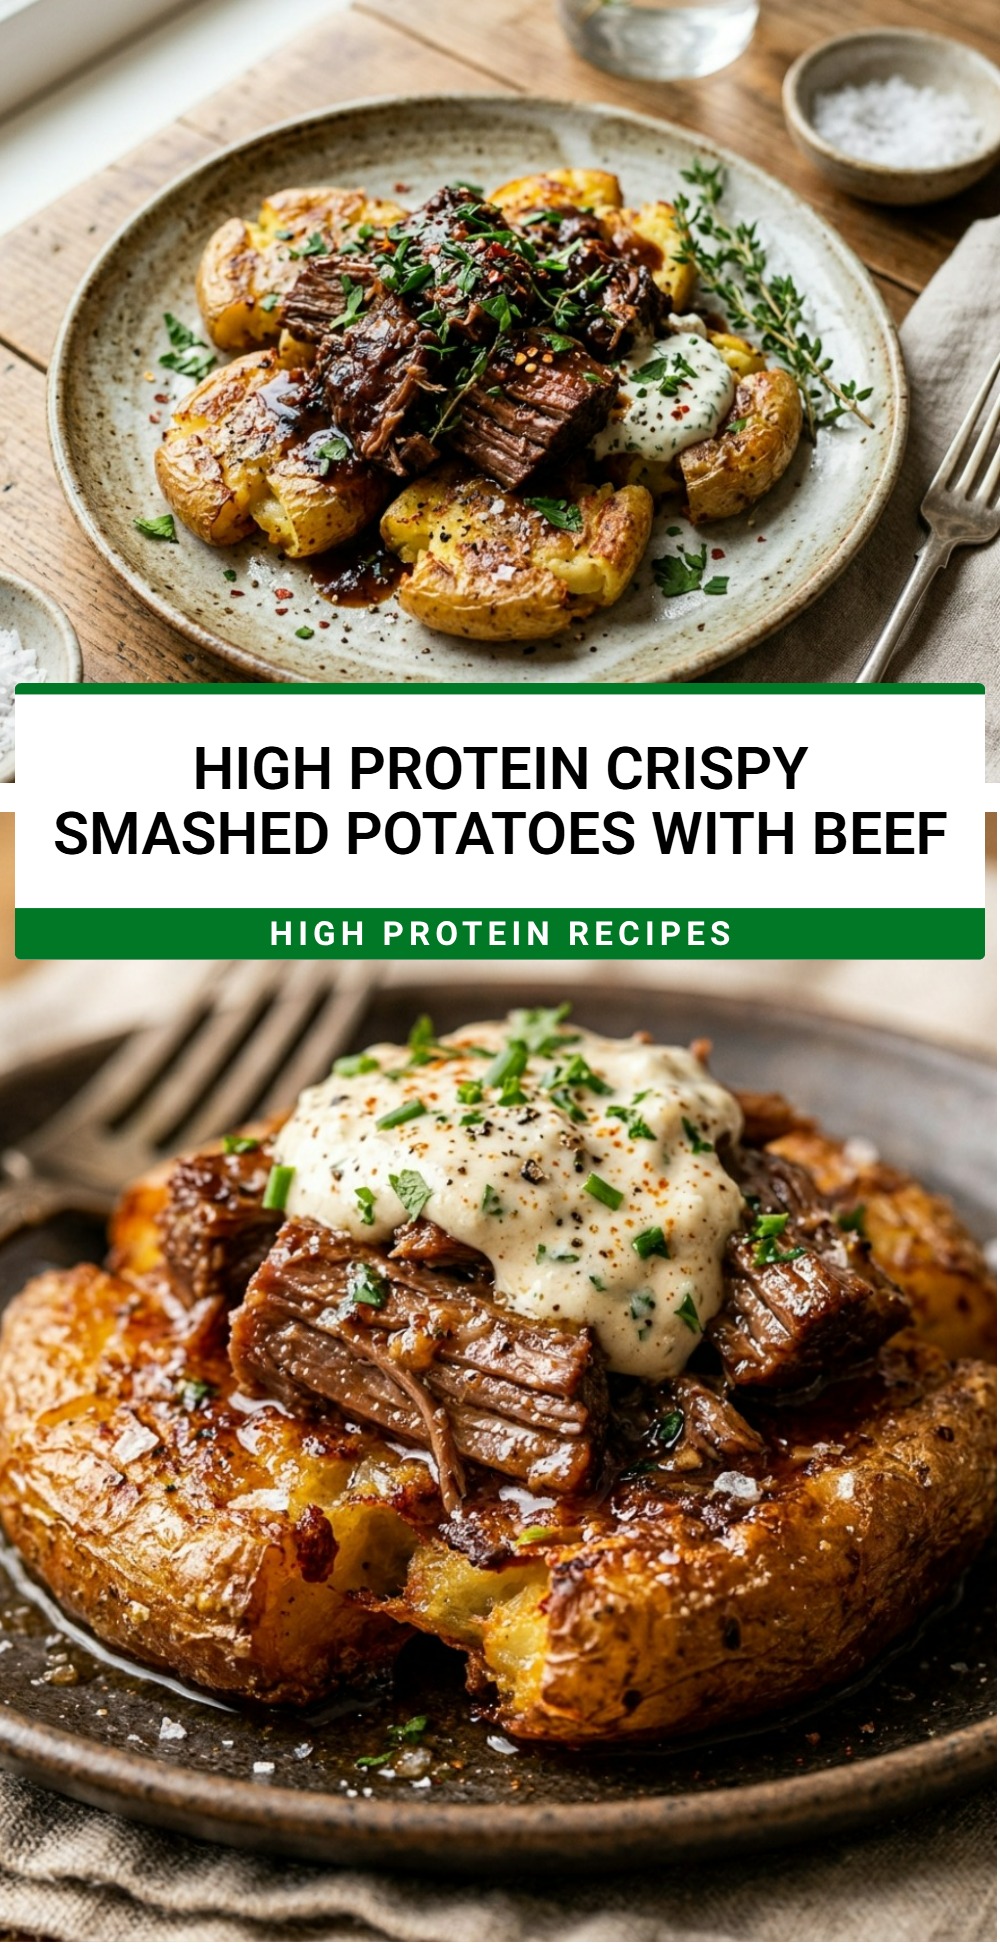 HIGH PROTEIN CRISPY
SMASHED POTATOES WITH BEEF
HIGH PROTEIN RECIPES